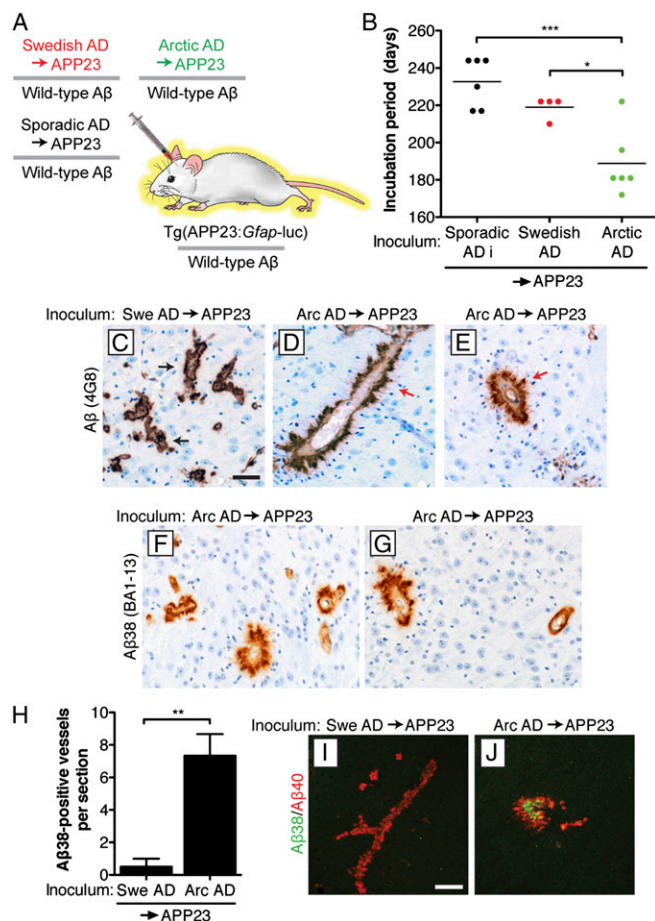 A
Swedish AD
→APP23
Wild-type Aβ
Arctic AD
→APP23
Wild-type Aβ
Sporadic AD
→APP23
Wild-type Aβ
Tg(APP23:Gfap-luc)
Wild-type Aβ
B
Incubation period (days)
240
220
200
180
160
***
*
Inoculum:
Sporadic
AD i
Swedish
AD
Arctic
AD
→APP23
Inoculum: Swe AD→APP23
Arc AD→APP23
Arc AD→APP23
Aβ (4G8)
C
D
E
Inoculum: Arc AD→APP23
Arc AD→APP23
Aβ38 (BA1-13)
F
G
H
Aβ38-positive vessels
per section
10
8
6
4
2
0
**
Inoculum:
Swe AD
Arc AD
→APP23
Inoculum: Swe AD→APP23
Arc AD→APP23
Aβ38/Aβ40
I
J